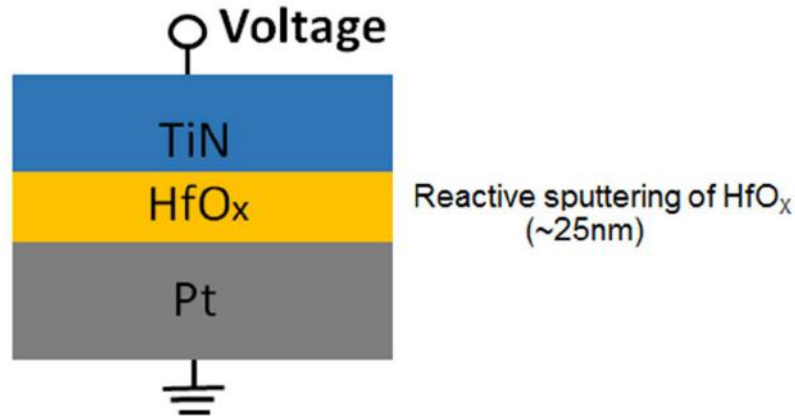 Voltage
TiN
HfOx
Reactive sputtering of HfOx
(~25nm)
Pt